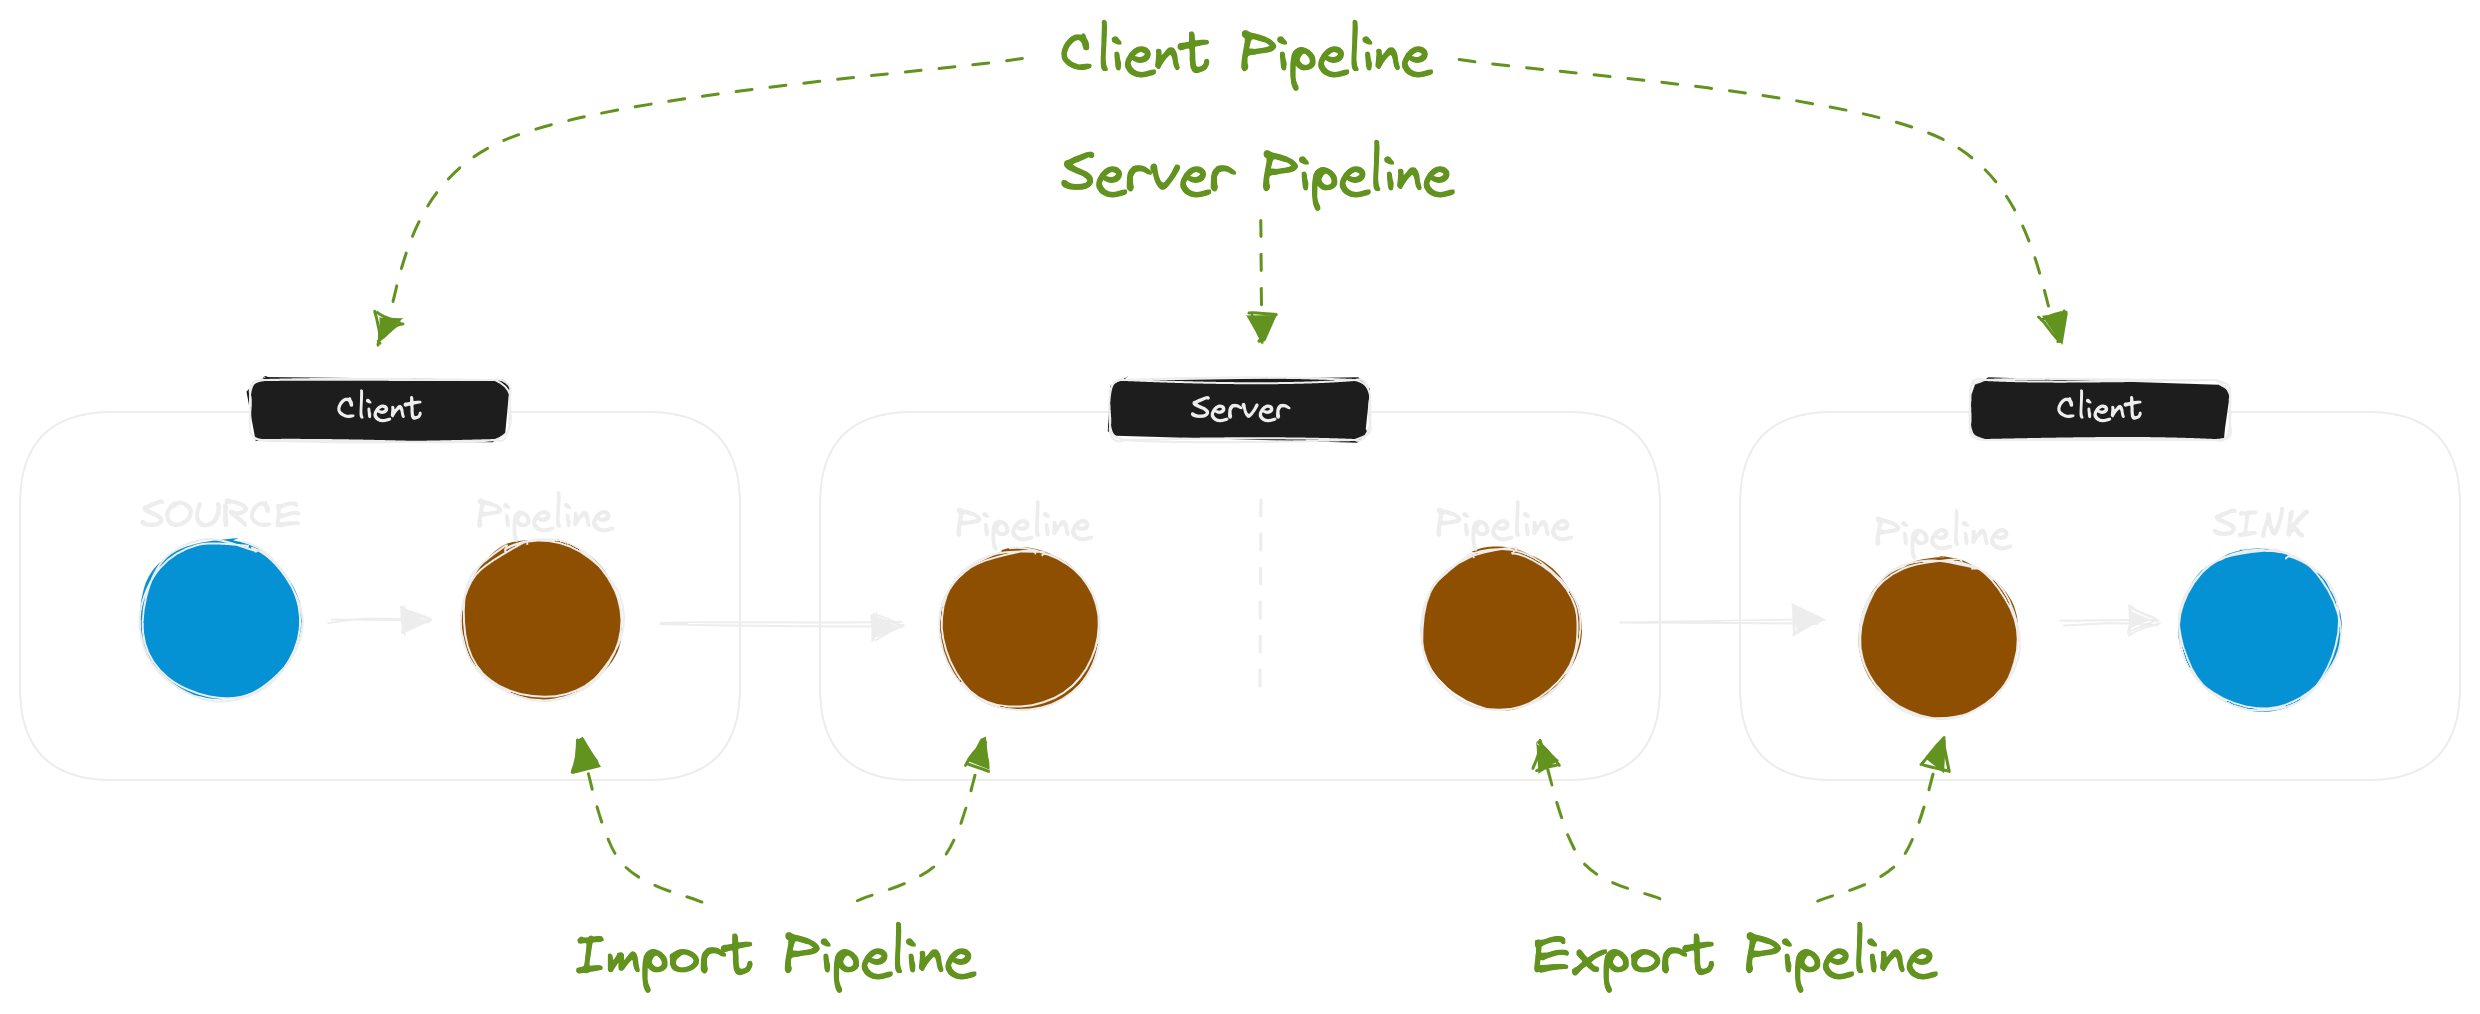 Client Pipeline
Server Pipeline
Client
Server
Client
SOURCE
Pipeline
Pipeline
Pipeline
Pipeline
SINK
Import Pipeline
Export Pipeline